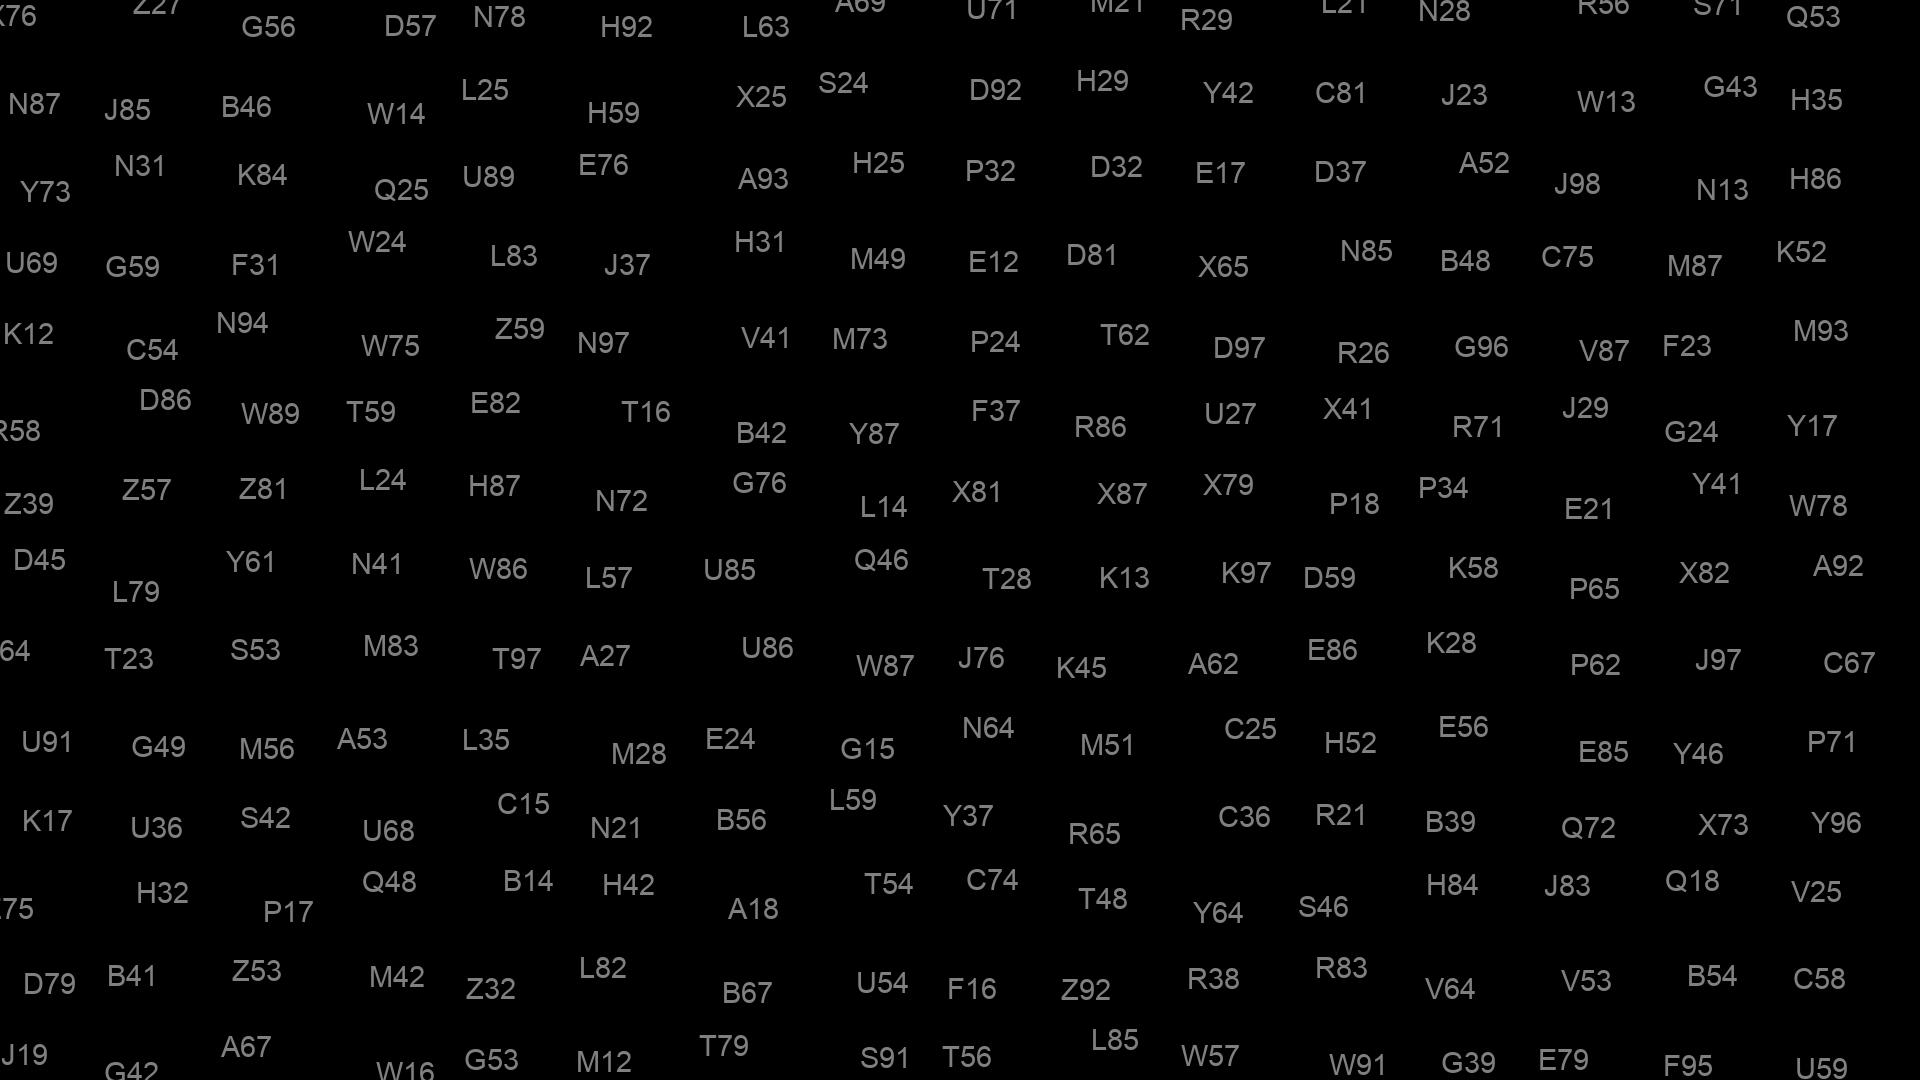 Z27 G56 D57 N78 H92 L63 A69 U71 M21 R29 L21 N28 R56 S71 Q53
N87 J85 B46 W14 L25 H59 X25 S24 D92 H29 Y42 C81 J23 W13 G43 H35
Y73 N31 K84 Q25 U89 E76 A93 H25 P32 D32 E17 D37 A52 J98 N13 H86
U69 G59 F31 W24 L83 J37 H31 M49 E12 D81 X65 N85 B48 C75 M87 K52
K12 C54 N94 W75 Z59 N97 V41 M73 P24 T62 D97 R26 G96 V87 F23 M93
R58 D86 W89 T59 E82 T16 B42 Y87 F37 R86 U27 X41 R71 J29 G24 Y17
Z39 Z57 Z81 L24 H87 N72 G76 L14 X81 X87 X79 P18 P34 E21 Y41 W78
D45 L79 Y61 N41 W86 L57 U85 Q46 T28 K13 K97 D59 K58 P65 X82 A92
64 T23 S53 M83 T97 A27 U86 W87 J76 K45 A62 E86 K28 P62 J97 C67
U91 G49 M56 A53 L35 M28 E24 G15 N64 M51 C25 H52 E56 E85 Y46 P71
K17 U36 S42 U68 C15 N21 B56 L59 Y37 R65 C36 R21 B39 Q72 X73 Y96
75 H32 P17 Q48 B14 H42 A18 T54 C74 T48 Y64 S46 H84 J83 Q18 V25
D79 B41 Z53 M42 Z32 L82 B67 U54 F16 Z92 R38 R83 V64 V53 B54 C58
J19 G42 A67 W16 G53 M12 T79 S91 T56 L85 W57 W91 G39 E79 F95 U59